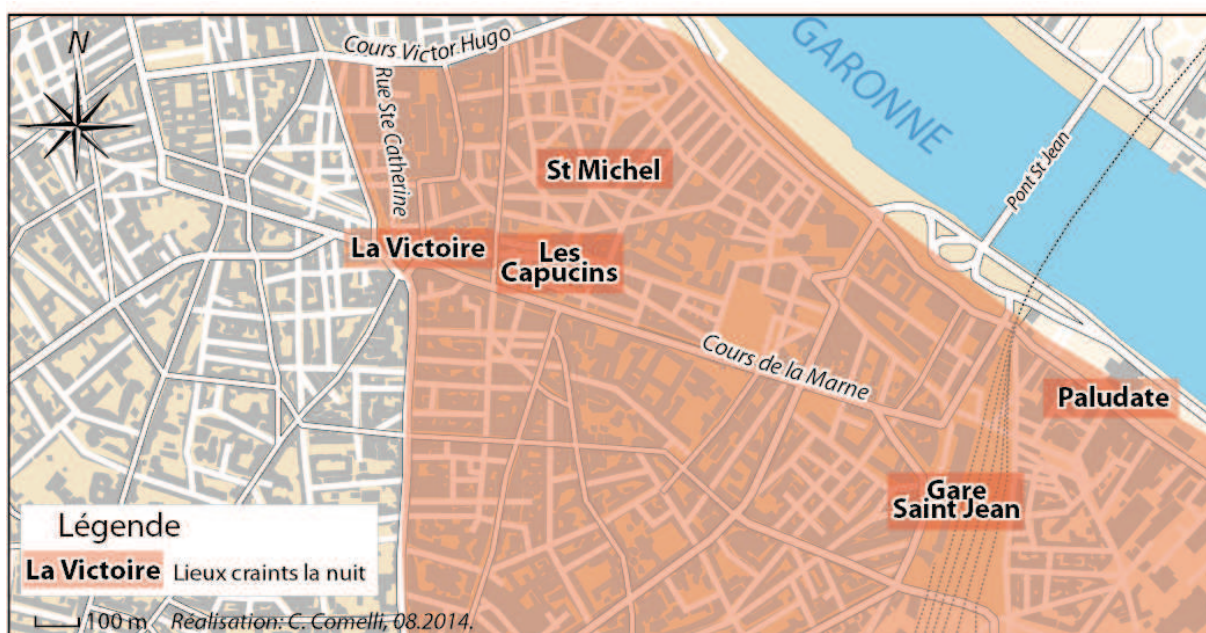 N
Cours Victor Hugo
Rue Ste Catherine
GARONNE
Pont St Jean
St Michel
La Victoire
Les
Capucins
Cours de la Marne
Paludate
Gare
Saint Jean
Légende
La Victoire Lieux craints la nuit
100 m Réalisation: C. Comelli, 08.2014.